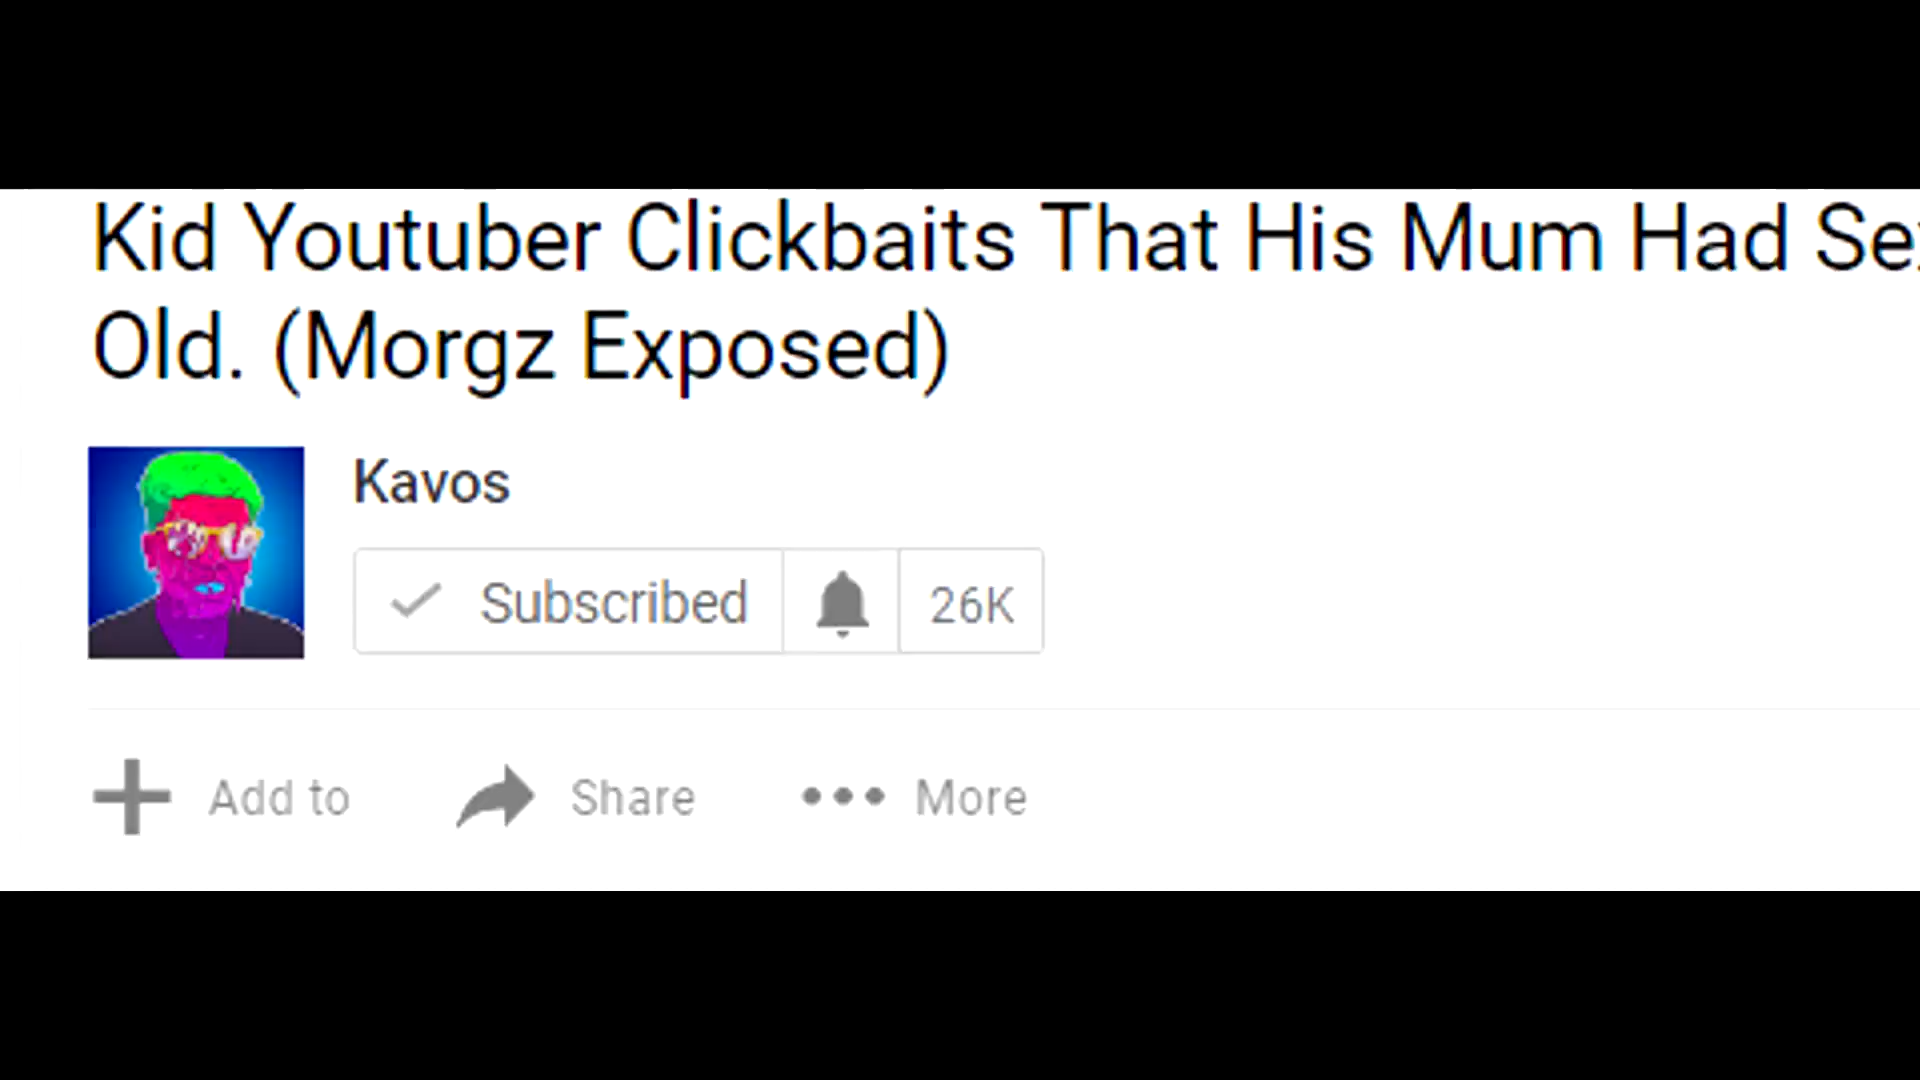 Kid Youtuber Clickbaits That His Mum Had
Old. (Morgz Exposed)
Kavos
Subscribed 26K
Add to Share More